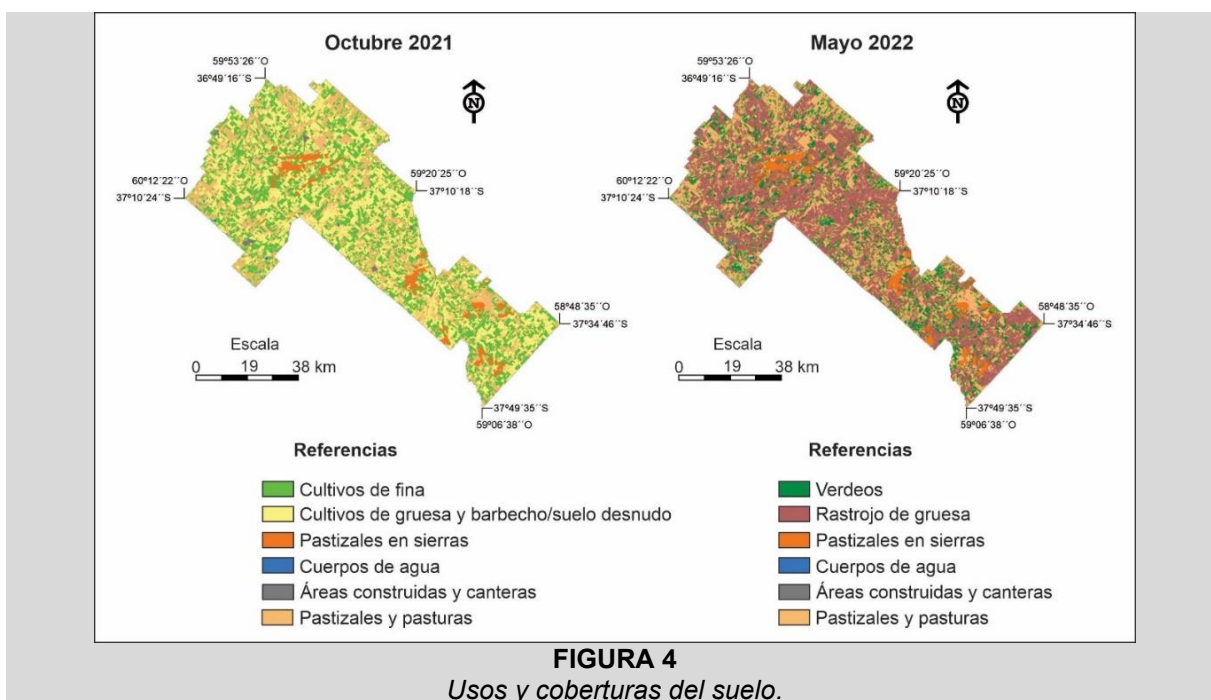 Octubre 2021
59º53´26´´O
36º49´16´´S
N
60º12´22´´O
37º10´24´´S
59º20´25´´O
37º10´18´´S
58º48´35´´O
37º34´46´´S
Escala
0 19 38 km
37º49´35´´S
59º06´38´´O
Referencias
Cultivos de fina
Cultivos de gruesa y barbecho/suelo desnudo
Pastizales en sierras
Cuerpos de agua
Áreas construidas y canteras
Pastizales y pasturas
Mayo 2022
59º53´26´´O
36º49´16´´S
N
60º12´22´´O
37º10´24´´S
59º20´25´´O
37º10´18´´S
58º48´35´´O
37º34´46´´S
Escala
0 19 38 km
37º49´35´´S
59º06´38´´O
Referencias
Verdeos
Rastrojo de gruesa
Pastizales en sierras
Cuerpos de agua
Áreas construidas y canteras
Pastizales y pasturas
FIGURA 4
Usos y coberturas del suelo.